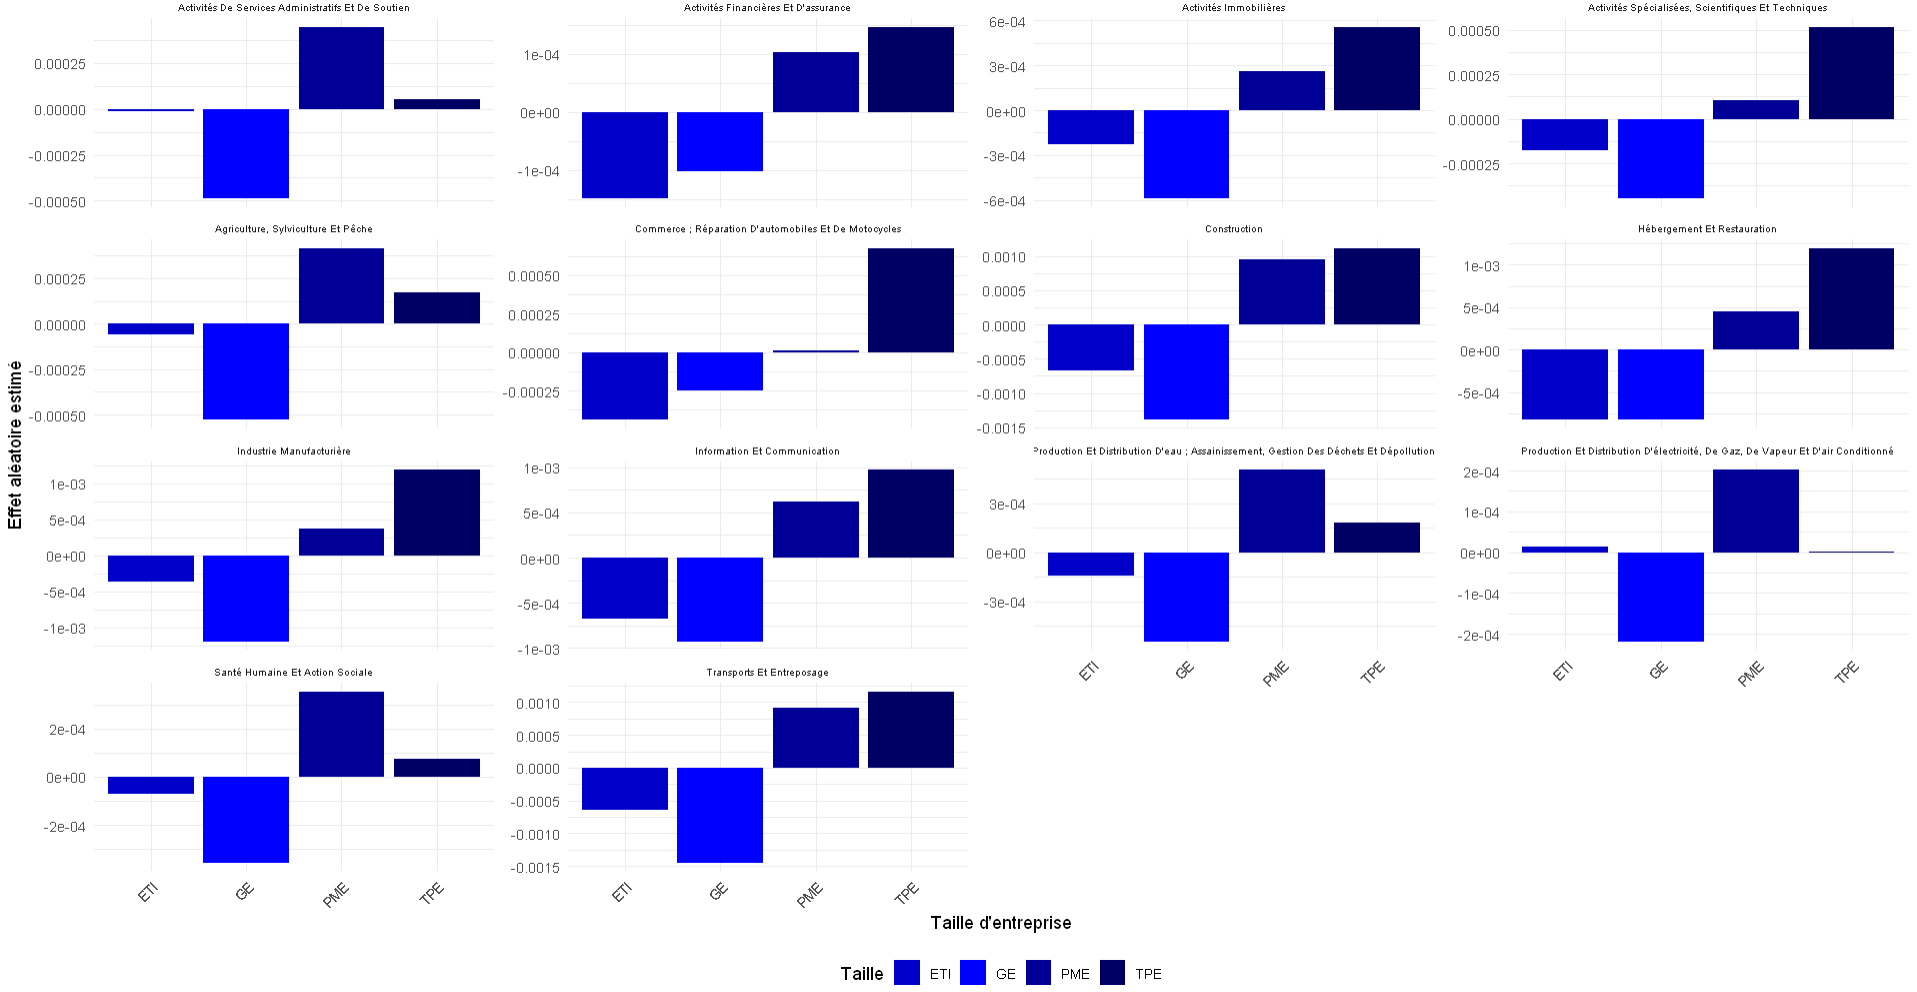 Activités De Services Administratifs Et De Soutien
0.00025
0.00000
-0.00025
-0.00050
Activités Financières Et D'assurance
1e-04
0e+00
-1e-04
Activités Immobilières
6e-04
3e-04
0e+00
-3e-04
-6e-04
Activités Spécialisées, Scientifiques Et Techniques
0.00050
0.00025
0.00000
-0.00025
Agriculture, Sylviculture Et Pêche
0.00025
0.00000
-0.00025
-0.00050
Commerce ; Réparation D'automobiles Et De Motocycles
0.00050
0.00025
0.00000
-0.00025
Construction
0.0010
0.0005
0.0000
-0.0005
-0.0010
-0.0015
Hébergement Et Restauration
1e-03
5e-04
0e+00
-5e-04
Effet aléatoire estimé
Industrie Manufacturière
1e-03
5e-04
0e+00
-5e-04
-1e-03
Information Et Communication
1e-03
5e-04
0e+00
-5e-04
-1e-03
Production Et Distribution D'eau ; Assainissement, Gestion Des Déchets Et Dépollution
3e-04
0e+00
-3e-04
ETI
GE
PME
TPE
Production Et Distribution D'électricité, De Gaz, De Vapeur Et D'air Conditionné
2e-04
1e-04
0e+00
-1e-04
-2e-04
ETI
GE
PME
TPE
Santé Humaine Et Action Sociale
2e-04
0e+00
-2e-04
ETI
GE
PME
TPE
Transports Et Entreposage
0.0010
0.0005
0.0000
-0.0005
-0.0010
-0.0015
ETI
GE
PME
TPE
Taille d'entreprise
Taille ETI GE PME TPE